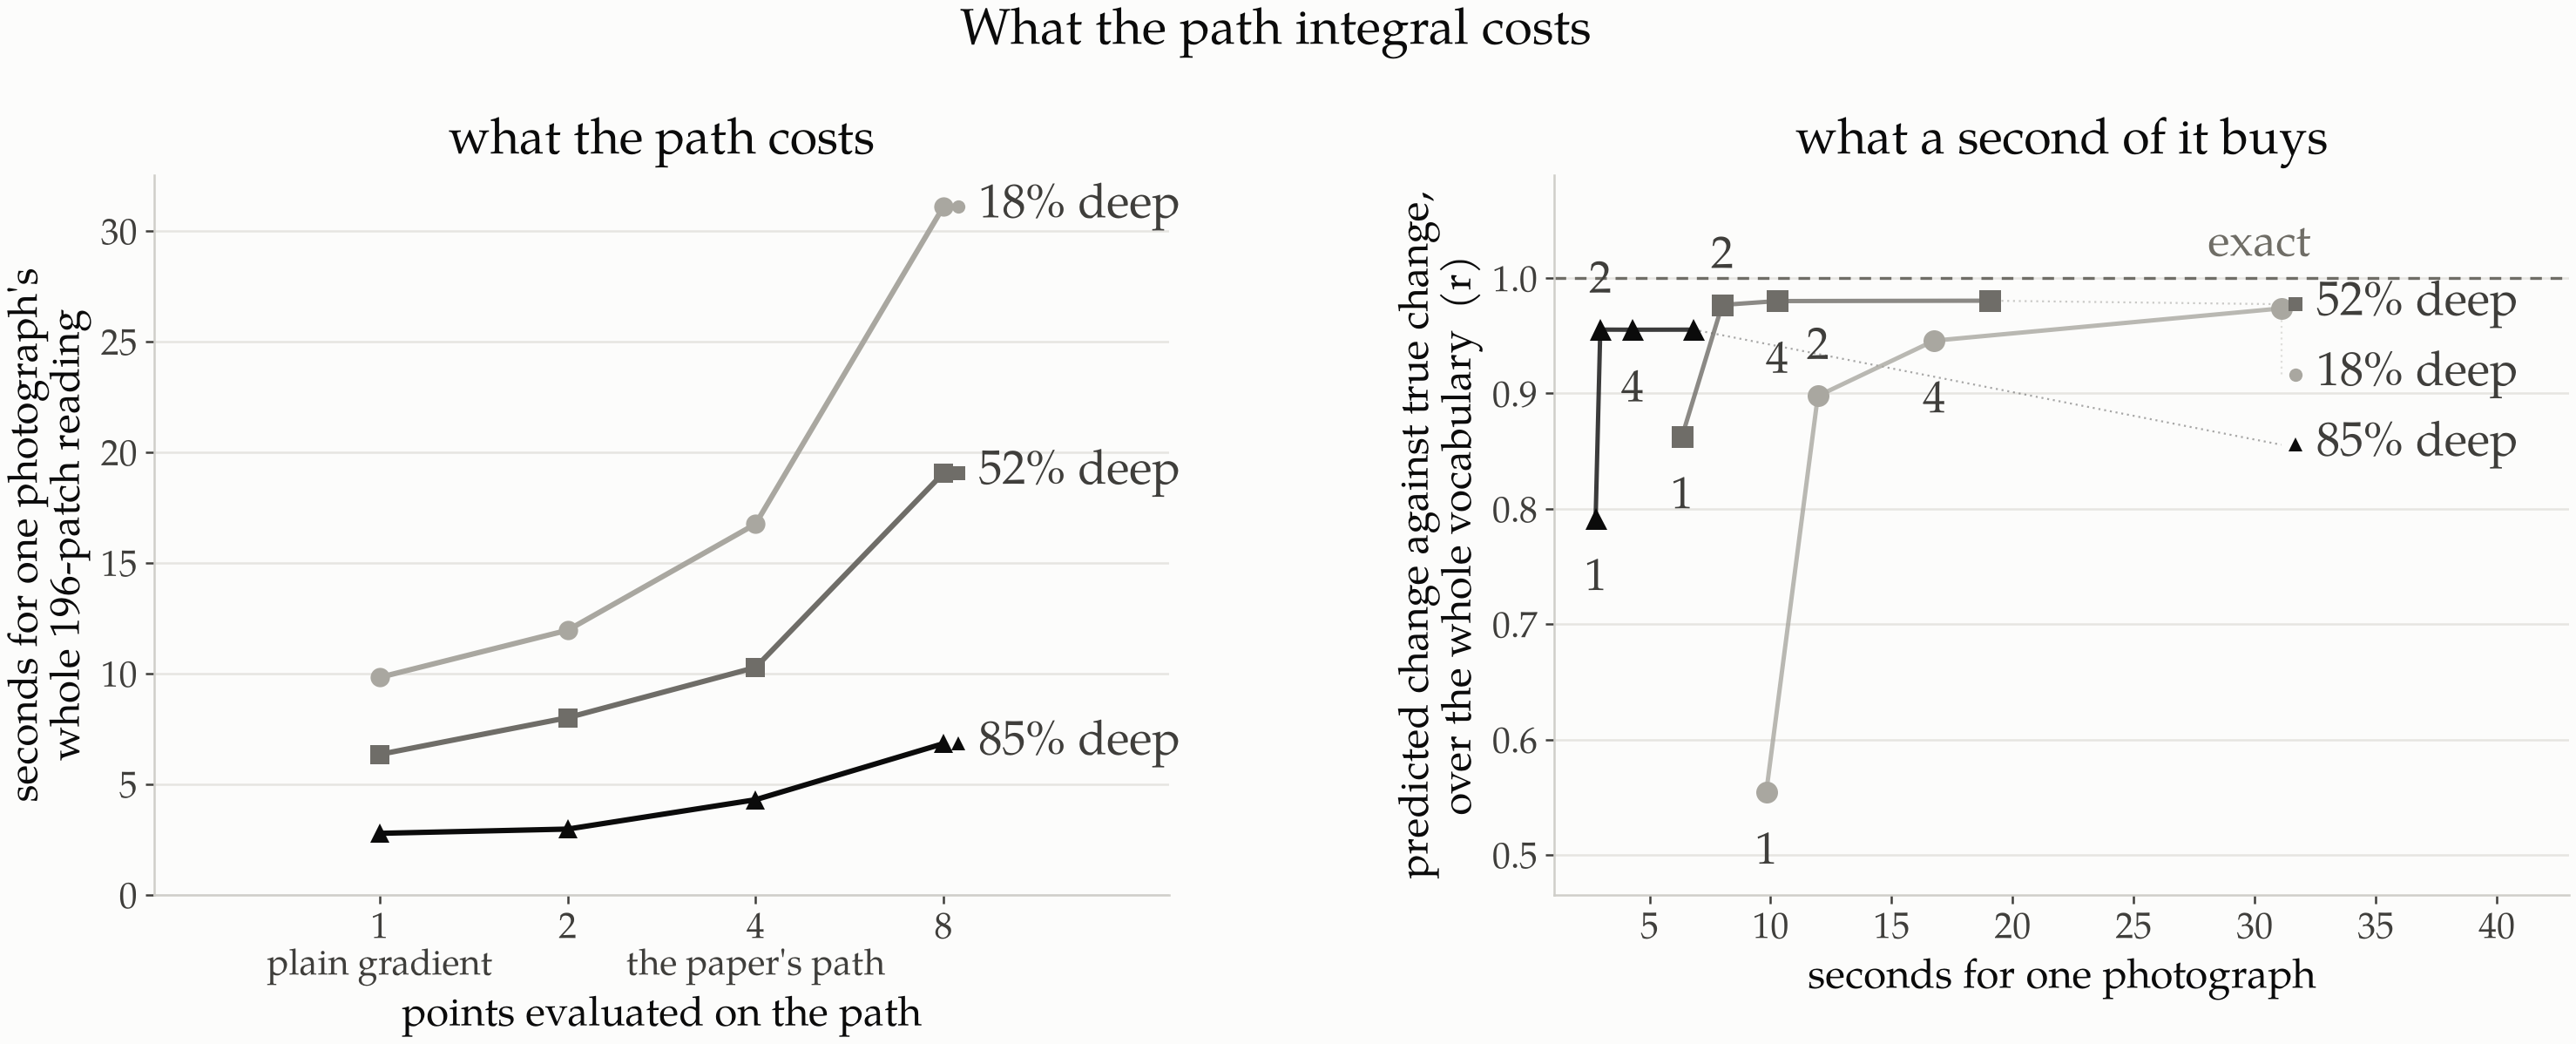 What the path integral costs
what the path costs
seconds for one photograph's
whole 196-patch reading
30
25
20
15
10
5
0
18% deep
52% deep
85% deep
1
2
4
8
plain gradient
the paper's path
points evaluated on the path
what a second of it buys
predicted change against true change,
over the whole vocabulary (r)
1.0
0.9
0.8
0.7
0.6
0.5
exact
2
2
4
4
2
4
1
1
1
52% deep
18% deep
85% deep
5
10
15
20
25
30
35
40
seconds for one photograph